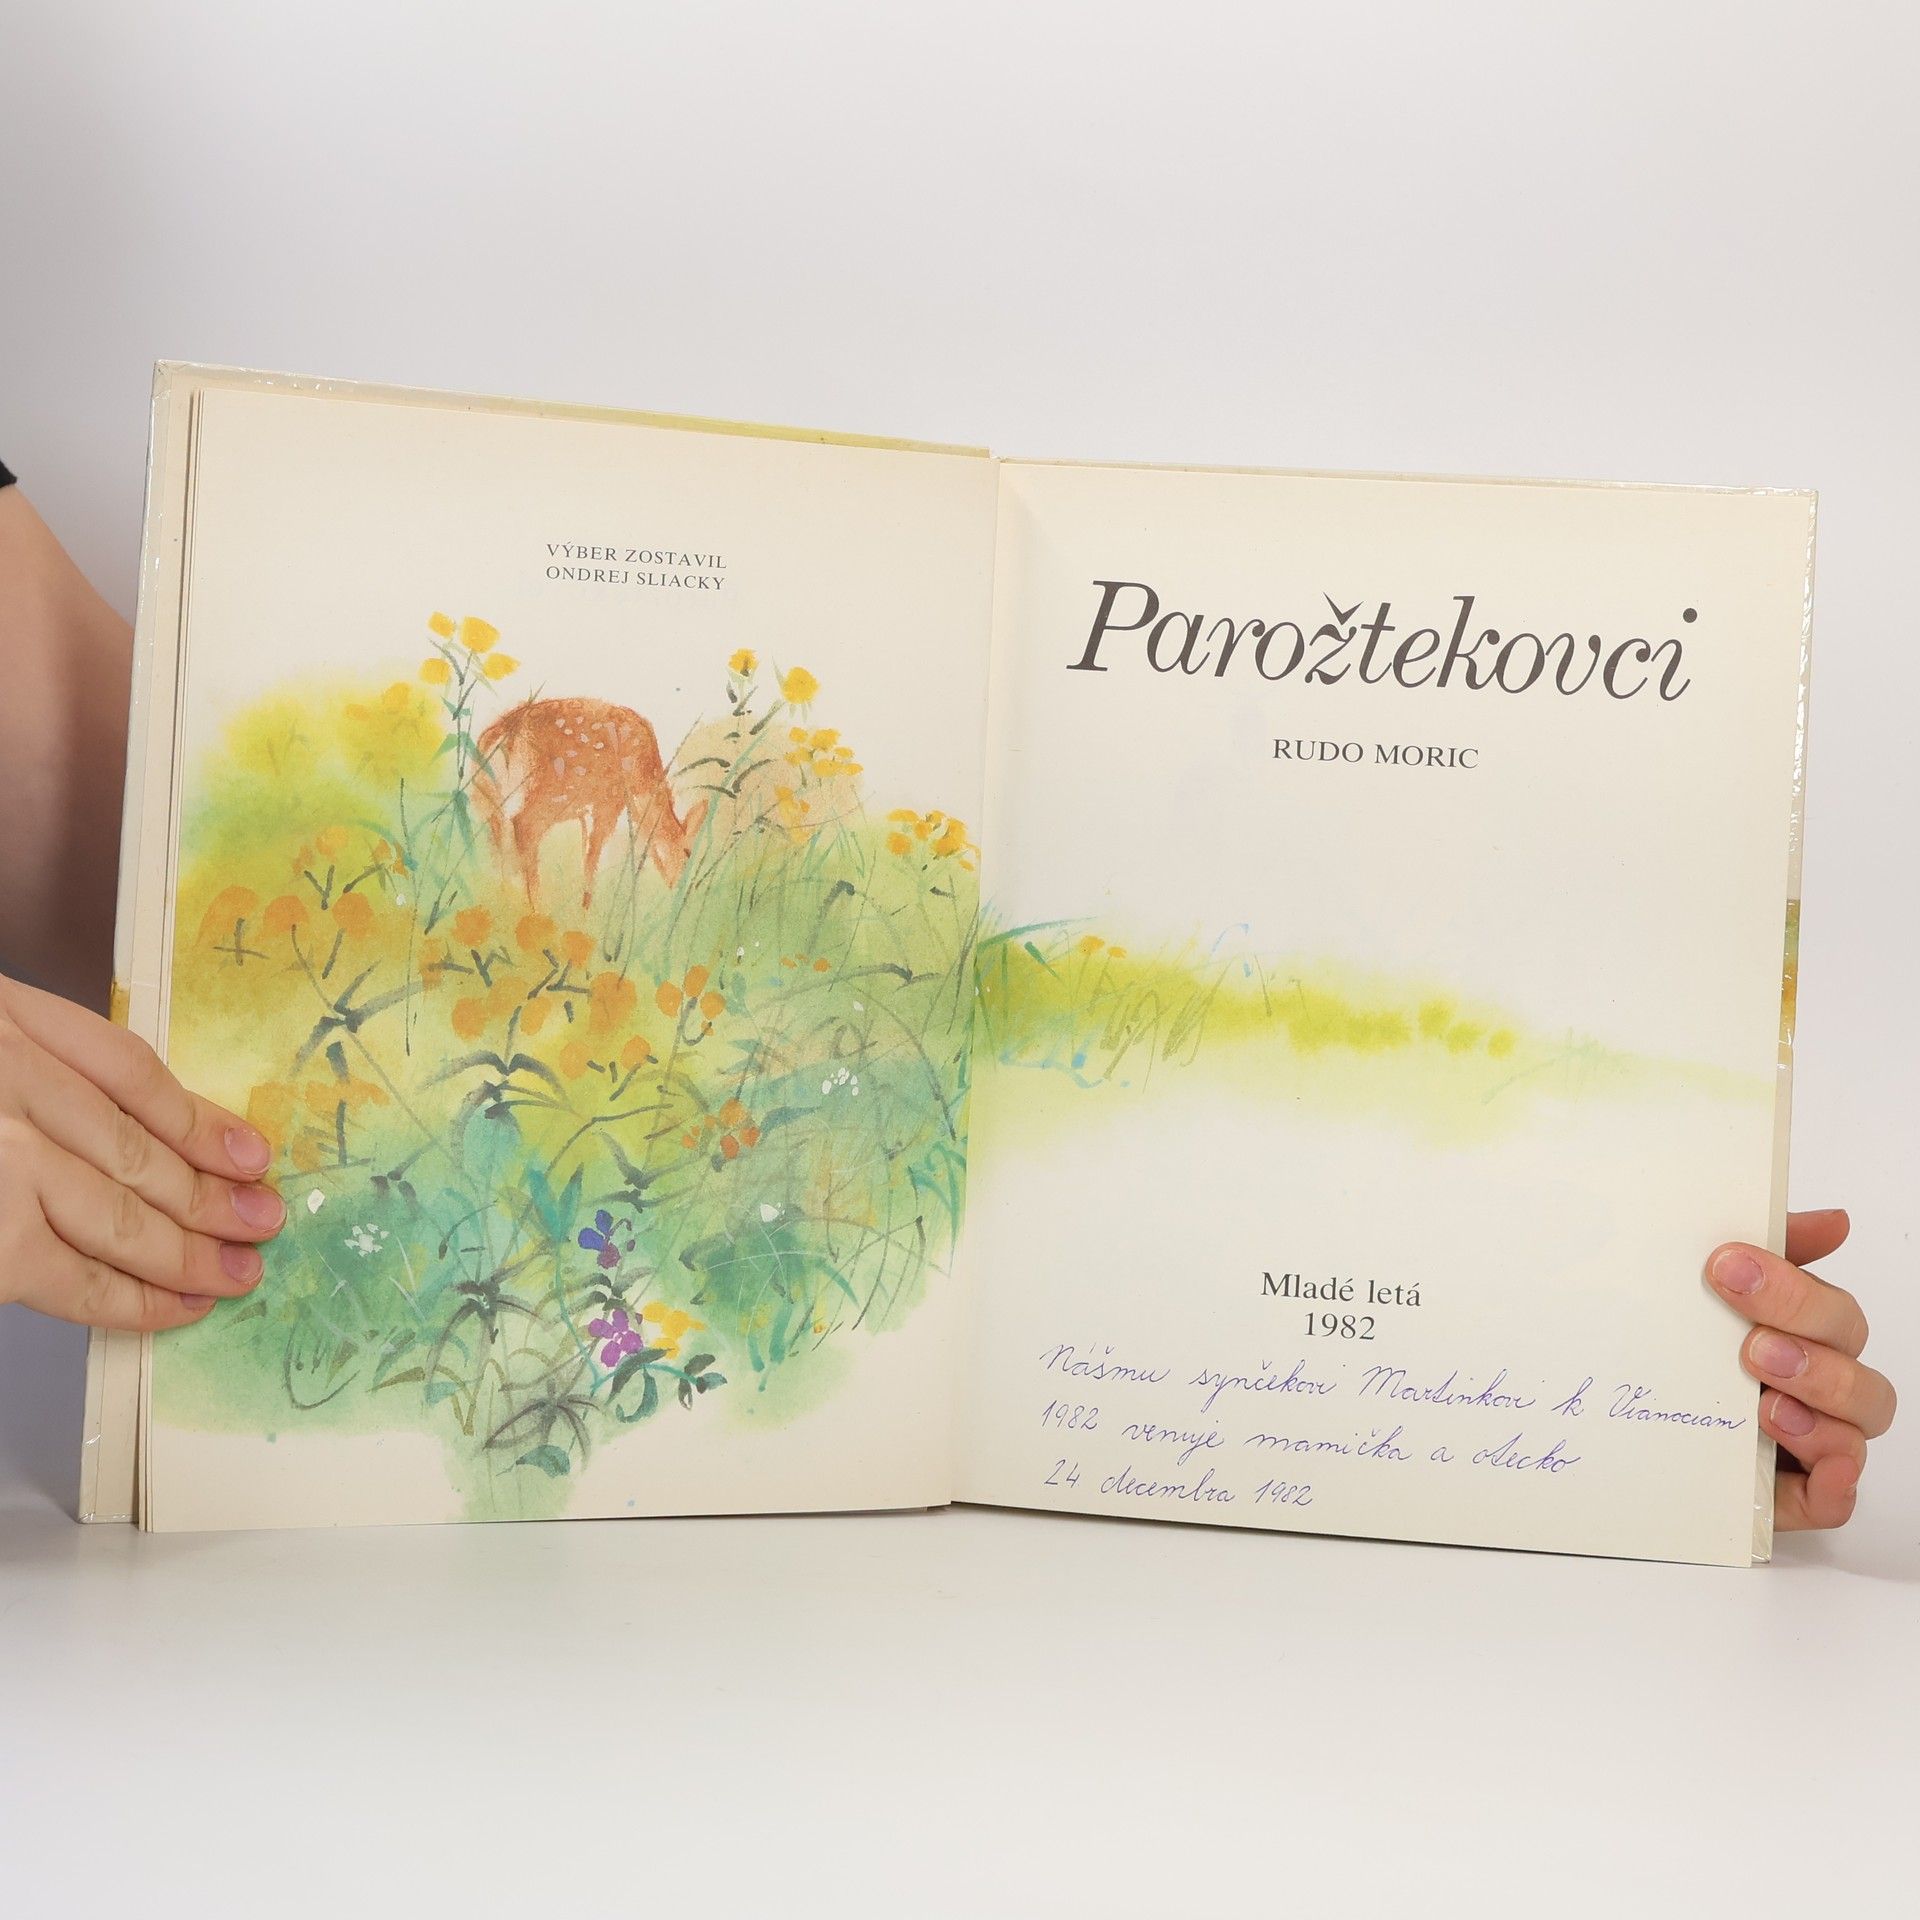 VÝBER ZOSTAVIL
ONDREJ SLIACKY
Parožtekovci
RUDO MORIC
Mladé letá
1982
Nášmu synčekovi Martinkovi k Vianociam
1982 venuje mamička a otecko
24 decembra 1982